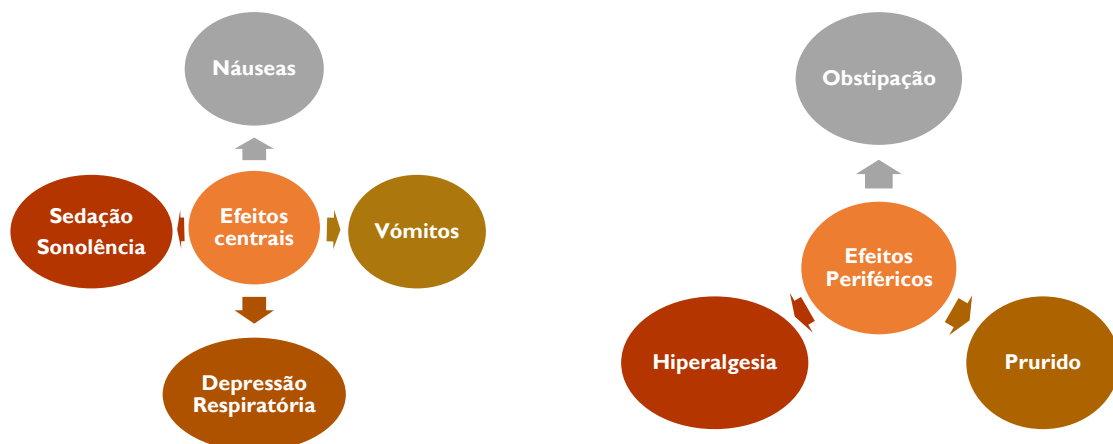 Náuseas
Sedação
Sonolência
Efeitos
centrais
Vómitos
Depressão
Respiratória
Obstipação
Efeitos
Periféricos
Hiperalgesia
Prurido